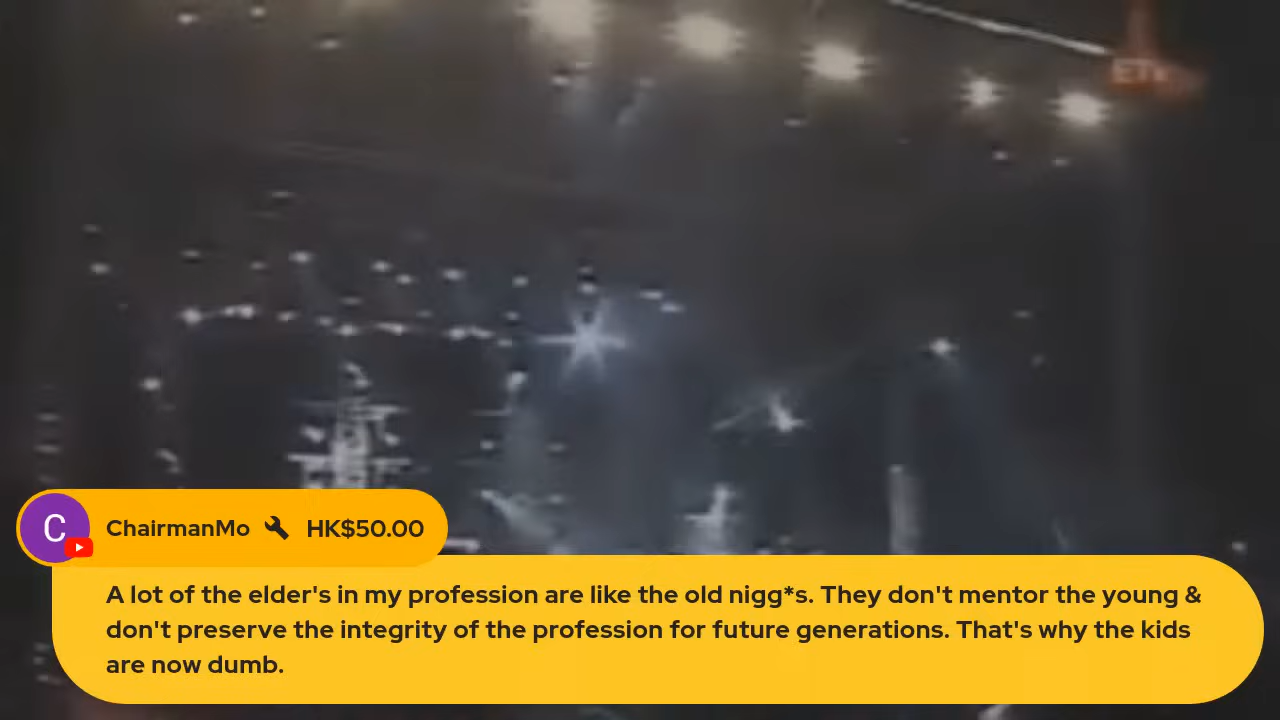 C
ChairmanMo HK$50.00
A lot of the elder's in my profession are like the old nigg*s. They don't mentor the young &
don't preserve the integrity of the profession for future generations. That's why the kids
are now dumb.